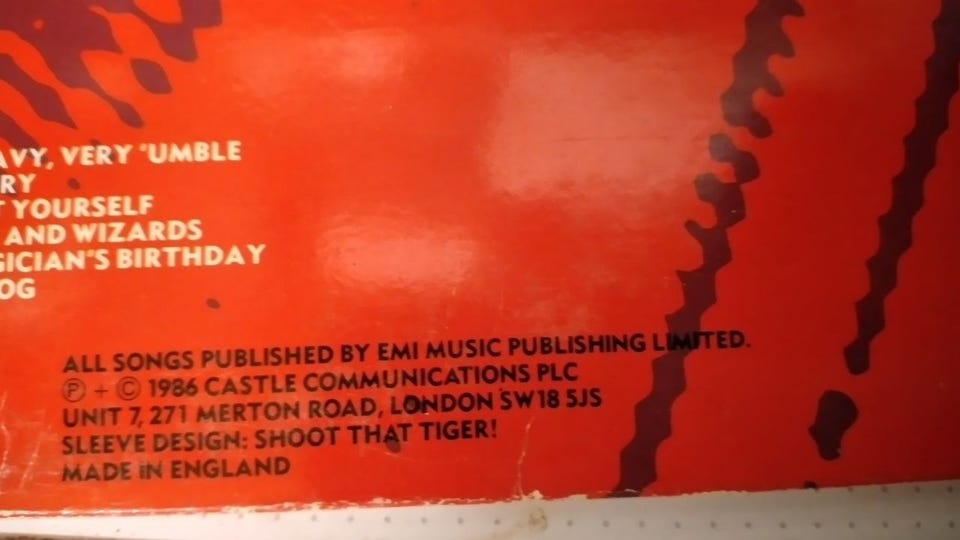 AVY, VERY 'UMBLE
RY
T YOURSELF
AND WIZARDS
GICIAN'S BIRTHDAY
OG
ALL SONGS PUBLISHED BY EMI MUSIC PUBLISHING LIMITED.
Ⓟ + © 1986 CASTLE COMMUNICATIONS PLC
UNIT 7, 271 MERTON ROAD, LONDON SW18 5JS
SLEEVE DESIGN: SHOOT THAT TIGER!
MADE IN ENGLAND